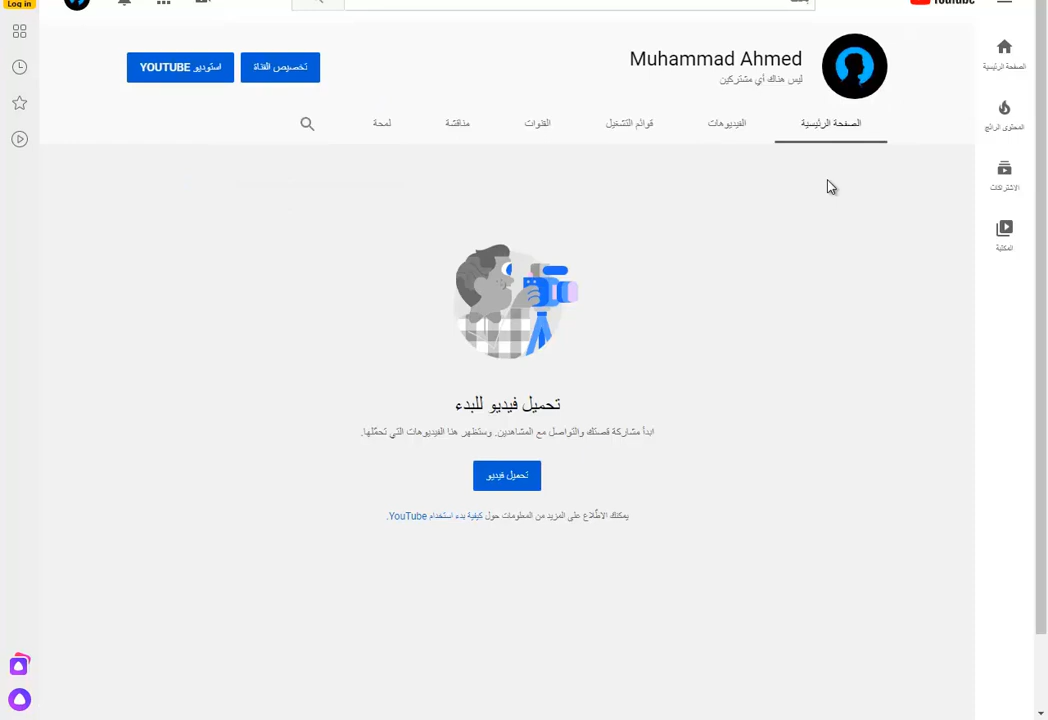 Log in
YouTube
Muhammad Ahmed
ليس هناك أي مشتركين
تخصيص القناة
استوديو YOUTUBE
الصفحة الرئيسية
الفيديوهات
قوائم التشغيل
القنوات
مناقشة
لمحة
الصفحة الرئيسية
المحتوى الرائج
الاشتراكات
المكتبة
تحميل فيديو للبدء
ابدأ مشاركة قصتك والتواصل مع المشاهدين. وستظهر هنا الفيديوهات التي تحمّلها.
تحميل فيديو
يمكنك الاطّلاع على المزيد من المعلومات حول كيفية بدء استخدام YouTube.